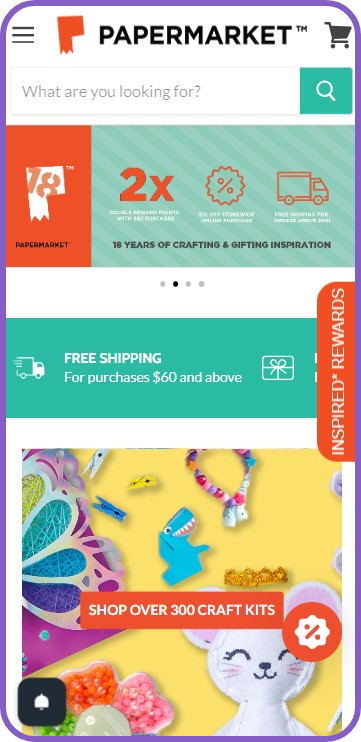 PAPERMARKET™
What are you looking for?
18™
PAPERMARKET™
2x
DOUBLE REWARD POINTS
WITH $80 PURCHASE
10% OFF STOREWIDE
ONLINE PURCHASE
FREE SHIPPING FOR
ORDERS ABOVE $60!
18 YEARS OF CRAFTING & GIFTING INSPIRATION
INSPIRED⁺ REWARDS
FREE SHIPPING
For purchases $60 and above
SHOP OVER 300 CRAFT KITS